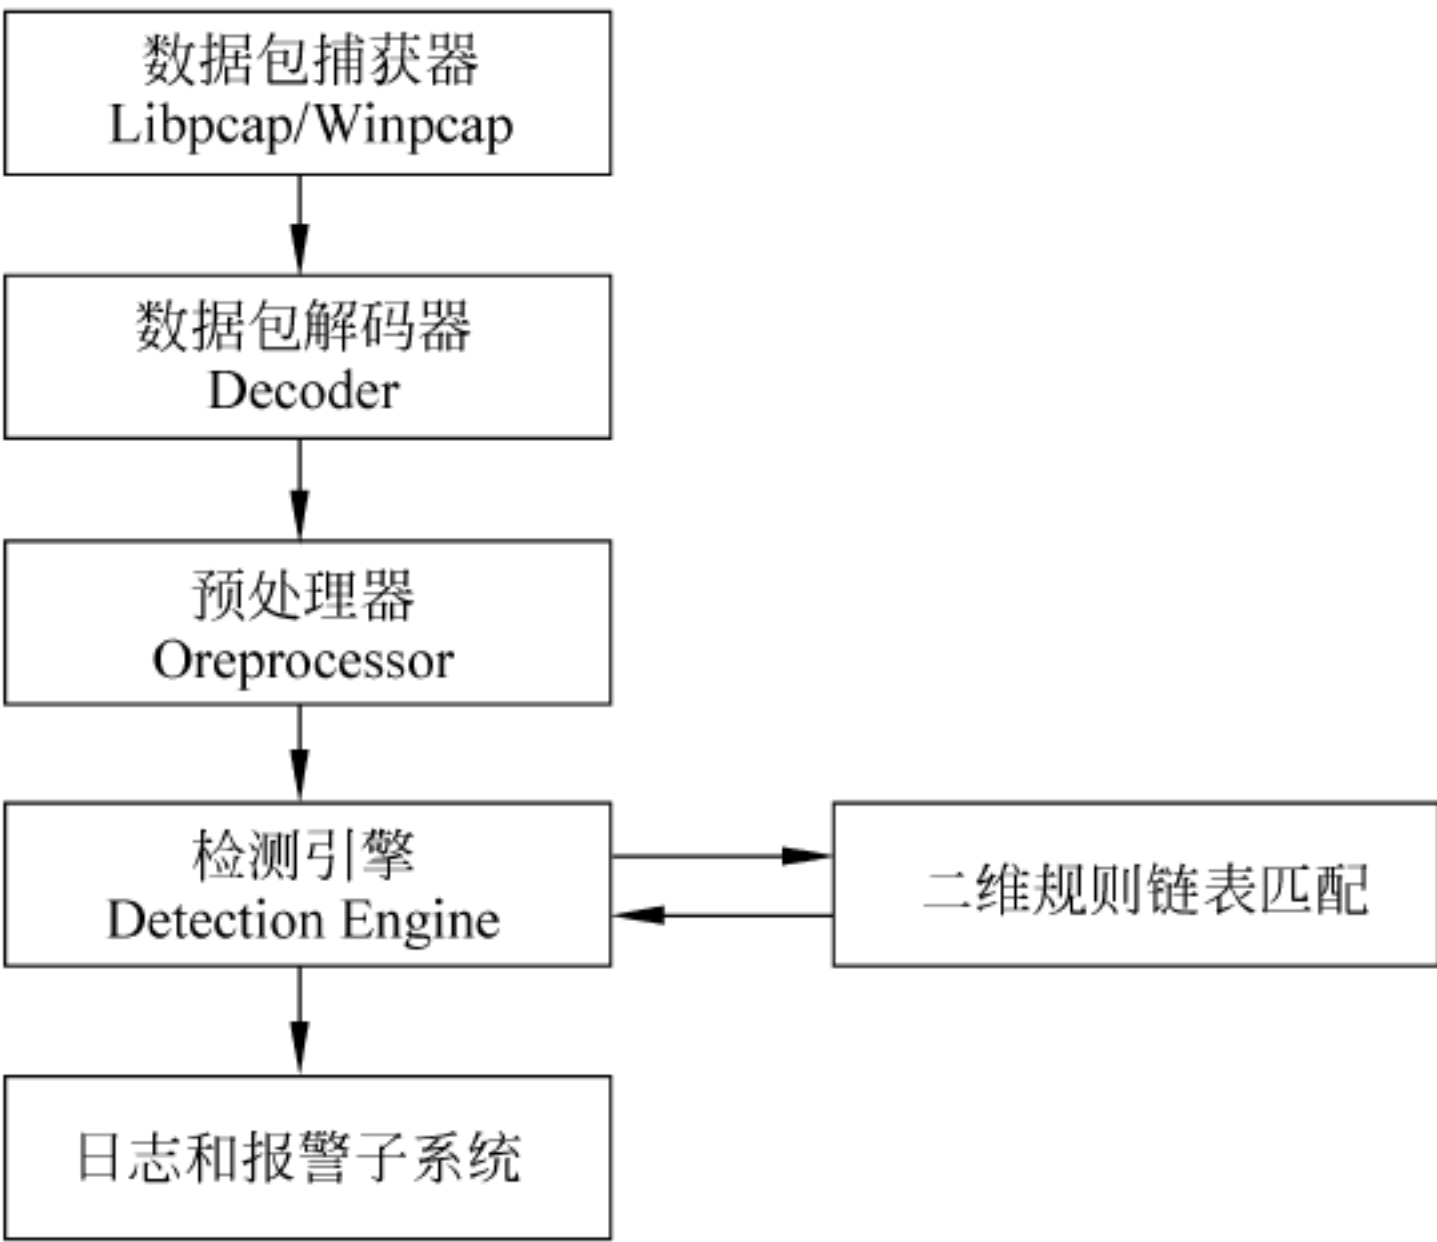 数据包捕获器
Libpcap/Winpcap
数据包解码器
Decoder
预处理器
Oreprocessor
检测引擎
Detection Engine
二维规则链表匹配
日志和报警子系统